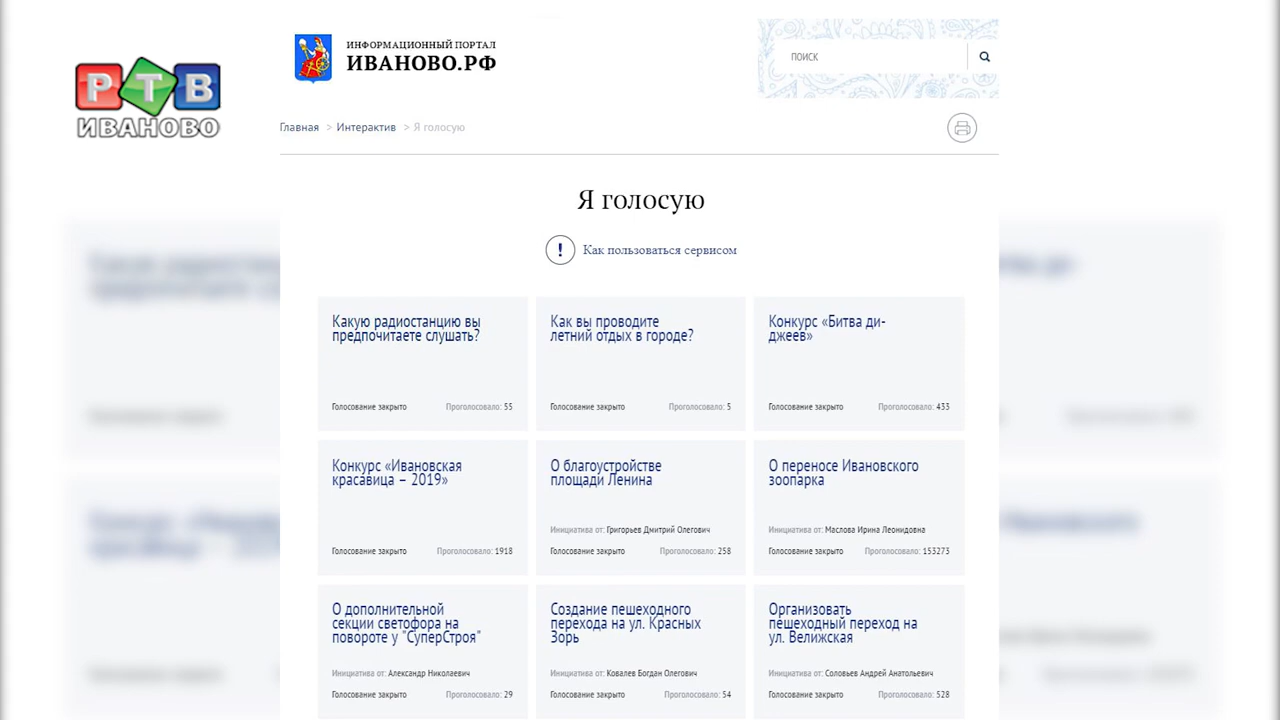 РТВ
ИВАНОВО
ИНФОРМАЦИОННЫЙ ПОРТАЛ
ИВАНОВО.РФ
ПОИСК
Главная > Интерактив > Я голосую
Я голосую
! Как пользоваться сервисом
Какую радиостанцию вы
предпочитаете слушать?
Голосование закрыто Проголосовало: 55
Как вы проводите
летний отдых в городе?
Голосование закрыто Проголосовало: 5
Конкурс «Битва ди-
джеев»
Голосование закрыто Проголосовало: 433
Конкурс «Ивановская
красавица – 2019»
Голосование закрыто Проголосовало: 1918
О благоустройстве
площади Ленина
Инициатива от: Григорьев Дмитрий Олегович
Голосование закрыто Проголосовало: 258
О переносе Ивановского
зоопарка
Инициатива от: Маслова Ирина Леонидовна
Голосование закрыто Проголосовало: 153273
О дополнительной
секции светофора на
повороте у "СуперСтроя"
Инициатива от: Александр Николаевич
Голосование закрыто Проголосовало: 29
Создание пешеходного
перехода на ул. Красных
Зорь
Инициатива от: Ковалев Богдан Олегович
Голосование закрыто Проголосовало: 54
Организовать
пешеходный переход на
ул. Велижская
Инициатива от: Соловьев Андрей Анатольевич
Голосование закрыто Проголосовало: 528